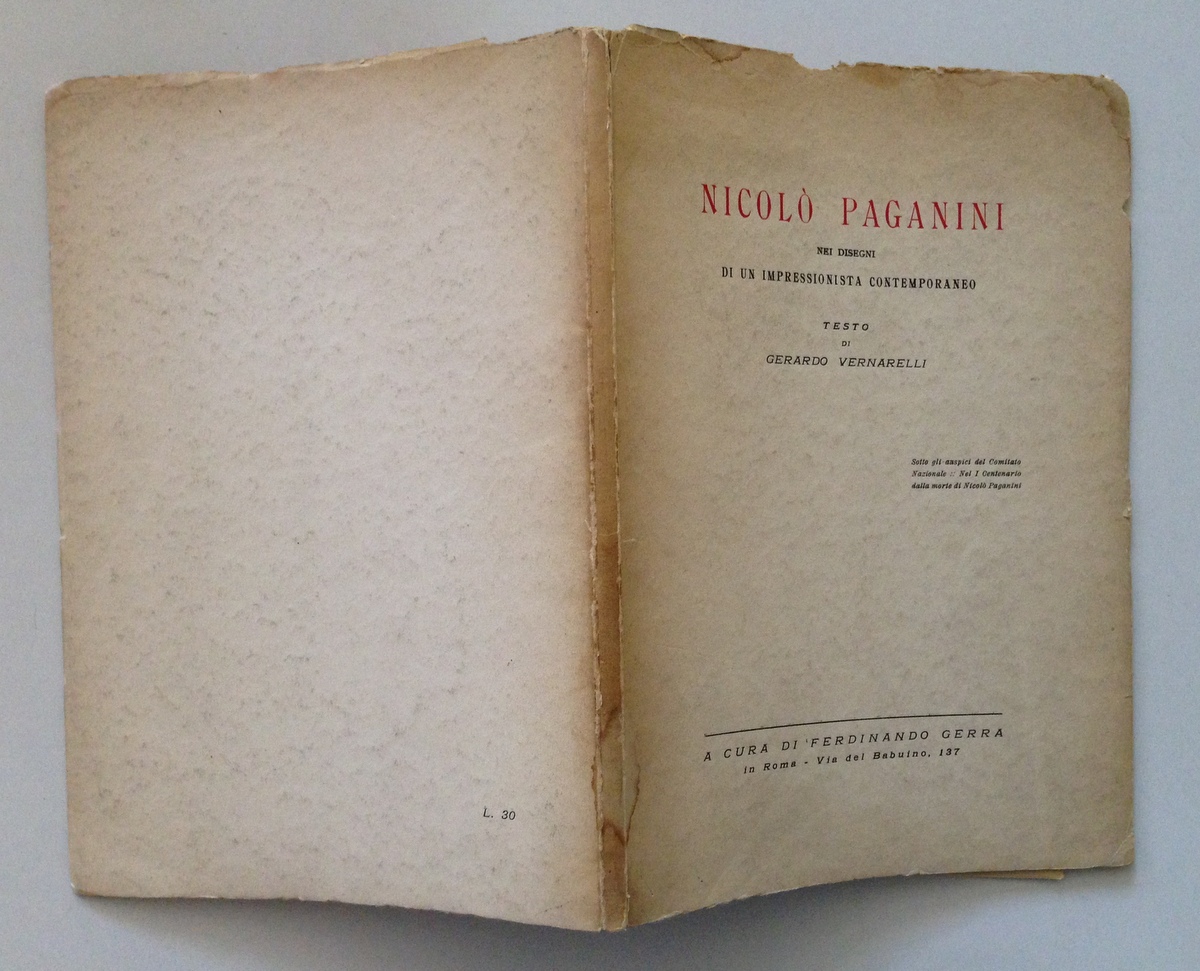 NICOLÒ PAGANINI
NEI DISEGNI
DI UN IMPRESSIONISTA CONTEMPORANEO
TESTO
DI
GERARDO VERNARELLI
Sotto gli auspici del Comitato
Nazionale :: Nel I Centenario
dalla morte di Nicolò Paganini
A CURA DI FERDINANDO GERRA
in Roma - Via del Babuino, 137
L. 30